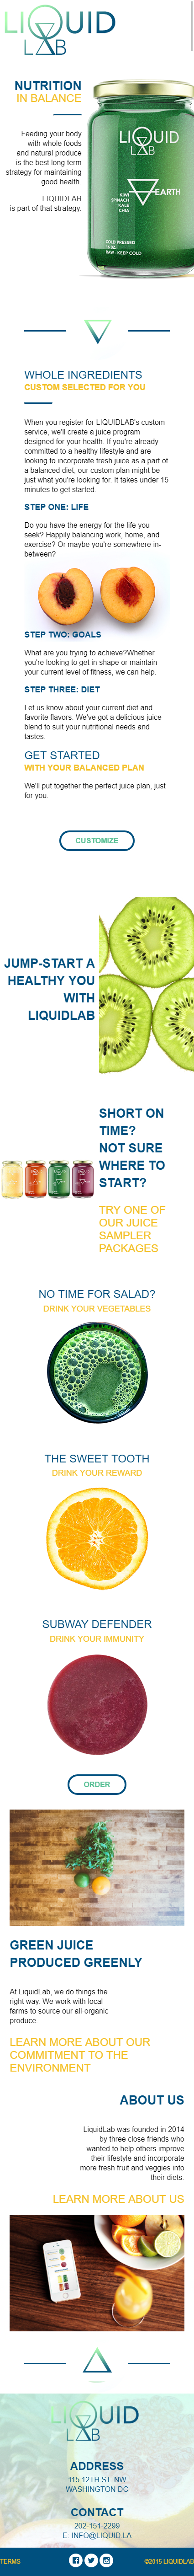 LIQUID
LAB
NUTRITION
IN BALANCE
Feeding your body
with whole foods
and natural produce
is the best long term
strategy for maintaining
good health.
LIQUIDLAB
is part of that strategy.
LIQUID
LAB
KIWI
SPINACH
KALE
CHIA
EARTH
COLD PRESSED
16 OZ.
RAW - KEEP COLD
WHOLE INGREDIENTS
CUSTOM SELECTED FOR YOU
When you register for LIQUIDLAB's custom
service, we'll create a juice program
designed for your health. If you're already
committed to a healthy lifestyle and are
looking to incorporate fresh juice as part of
a balanced diet, our custom plan might be
just what you're looking for. It takes under 15
minutes to get started.
STEP ONE: LIFE
Do you have the energy for the life you
seek? Happily balancing work, home, and
exercise? Or maybe you're somewhere in-
between?
STEP TWO: GOALS
What are you trying to achieve?Whether
you're looking to get in shape or maintain
your current level of fitness, we can help.
STEP THREE: DIET
Let us know about your current diet and
favorite flavors. We've got a delicious juice
blend to suit your nutritional needs and
tastes.
GET STARTED
WITH YOUR BALANCED PLAN
We'll put together the perfect juice plan, just
for you.
CUSTOMIZE
JUMP-START A
HEALTHY YOU
WITH
LIQUIDLAB
SHORT ON
TIME?
NOT SURE
WHERE TO
START?
TRY ONE OF
OUR JUICE
SAMPLER
PACKAGES
NO TIME FOR SALAD?
DRINK YOUR VEGETABLES
THE SWEET TOOTH
DRINK YOUR REWARD
SUBWAY DEFENDER
DRINK YOUR IMMUNITY
ORDER
GREEN JUICE
PRODUCED GREENLY
At LiquidLab, we do things the
right way. We work with local
farms to source our all-organic
produce.
LEARN MORE ABOUT OUR
COMMITMENT TO THE
ENVIRONMENT
ABOUT US
LiquidLab was founded in 2014
by three close friends who
wanted to help others improve
their lifestyle and incorporate
more fresh fruit and veggies into
their diets.
LEARN MORE ABOUT US
LIQUID
LAB
ADDRESS
115 12TH ST. NW.
WASHINGTON DC
CONTACT
202-151-2299
E: INFO@LIQUID.LA
TERMS
©2015 LIQUIDLAB